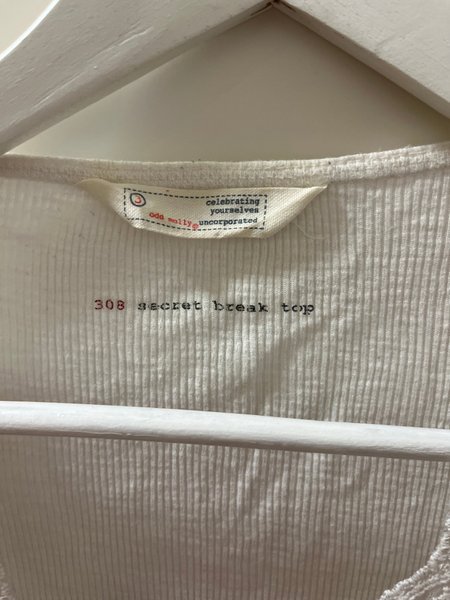 3
celebrating
yourselves
odd molly® uncorporated
308 secret break top